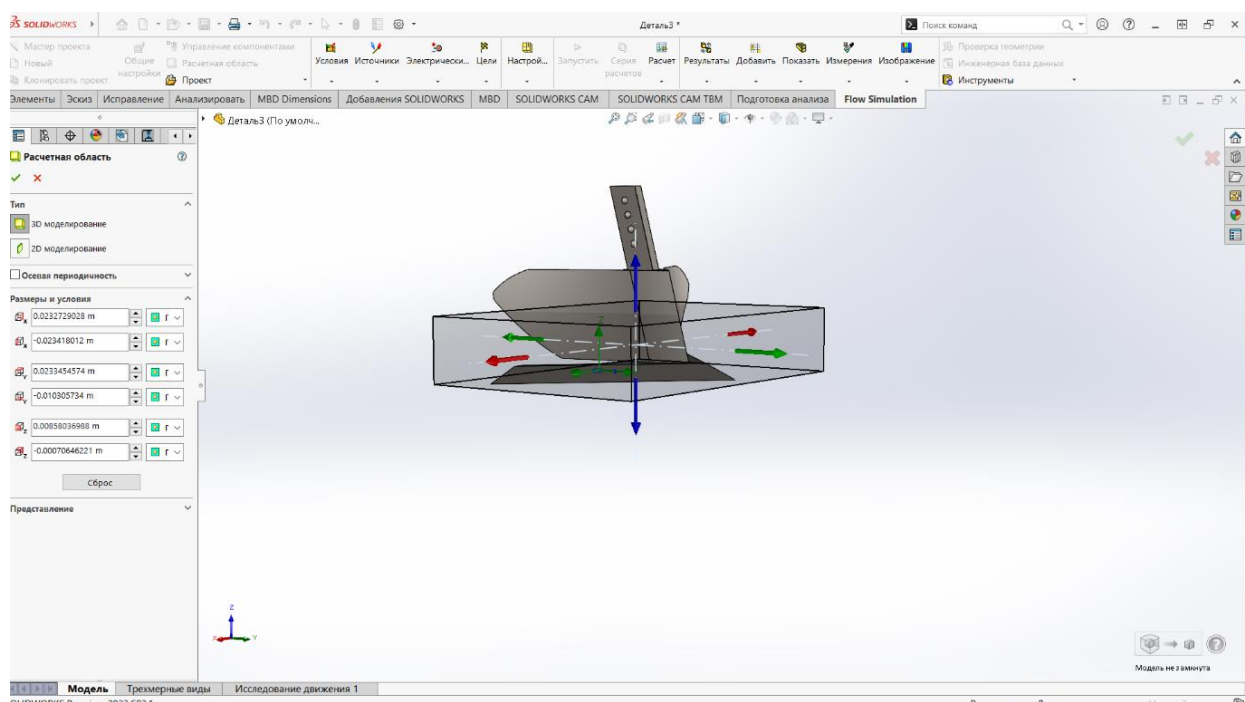 SOLIDWORKS
Деталь3 *
Поиск команд
Мастер проекта
Новый
Клонировать проект
Общие настройки
Управление компонентами
Расчетная область
Проект
Условия
Источники
Электрически...
Цели
Настрой...
Запустить
Серия расчетов
Расчет
Результаты
Добавить
Показать
Измерения
Изображение
Проверка геометрии
Инженерная база данных
Инструменты
Элементы
Эскиз
Исправление
Анализировать
MBD Dimensions
Добавления SOLIDWORKS
MBD
SOLIDWORKS CAM
SOLIDWORKS CAM TBM
Подготовка анализа
Flow Simulation
Деталь3 (По умолч...
Расчетная область
Тип
3D моделирование
2D моделирование
Осевая периодичность
Размеры и условия
x 0.0232729028 m Г
x -0.023418012 m Г
Y 0.0233454574 m Г
Y -0.010305734 m Г
z 0.00858036988 m Г
z -0.00070646221 m Г
Сброс
Представление
z
X
Y
Модель не замкнута
Модель
Трехмерные виды
Исследование движения 1